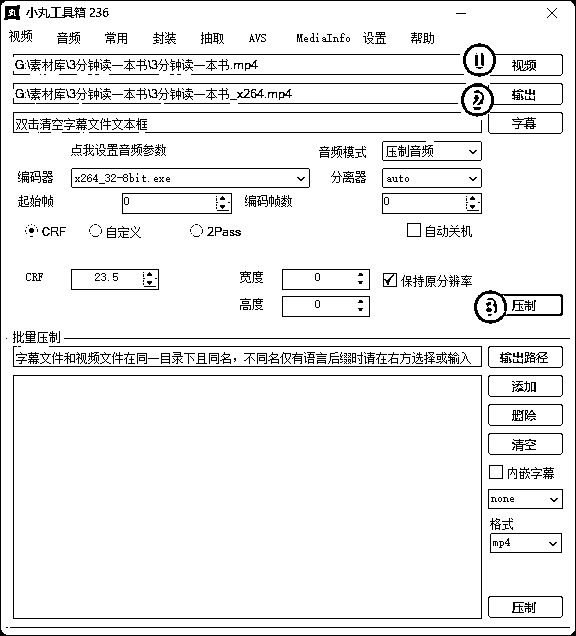 小丸工具箱 236
视频 音频 常用 封装 抽取 AVS MediaInfo 设置 帮助
G:\素材库\3分钟读一本书\3分钟读一本书.mp4 1 视频
G:\素材库\3分钟读一本书\3分钟读一本书_x264.mp4 2 输出
双击清空字幕文件文本框 字幕
点我设置音频参数 音频模式 压制音频
编码器 x264_32-8bit.exe 分离器 auto
起始帧 0 编码帧数 0
CRF 自定义 2Pass 自动关机
CRF 23.5 宽度 0 保持原分辨率
高度 0 3 压制
批量压制
字幕文件和视频文件在同一目录下且同名，不同名仅有语言后缀时请在右方选择或输入 输出路径
添加
删除
清空
内嵌字幕
none
格式
mp4
压制